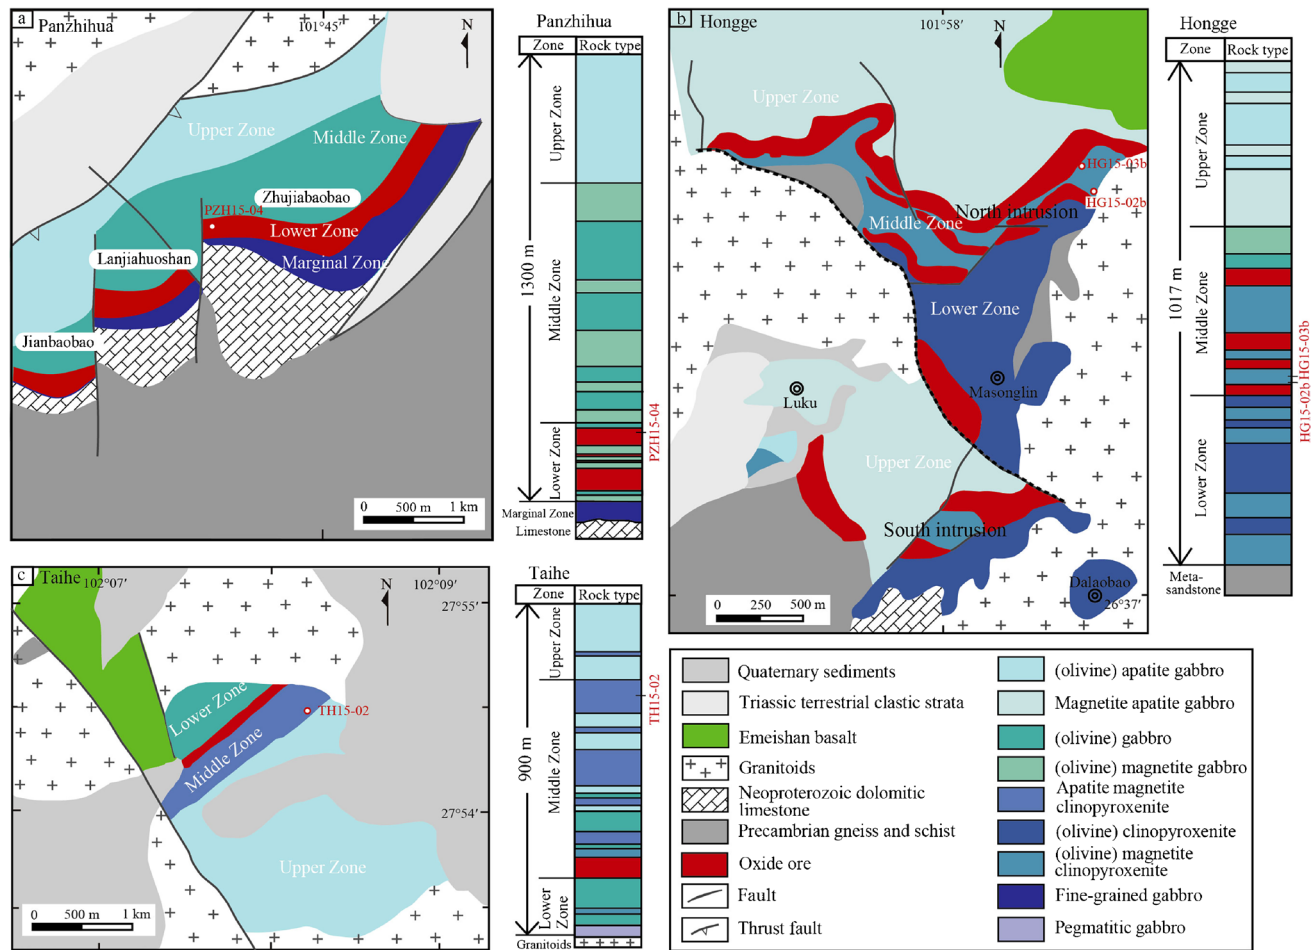 a
Panzhihua
101°45′
N
Upper Zone
Middle Zone
Zhujiabaobao
PZH15-04
Lower Zone
Lanjiahuoshan
Marginal Zone
Jianbaobao
0 500 m 1 km
Panzhihua
Zone Rock type
Upper Zone
Middle Zone
1300 m
Lower Zone
PZH15-04
Marginal Zone
Limestone
b
Hongge
101°58′
N
Upper Zone
HG15-03b
HG15-02b
North intrusion
Middle Zone
Lower Zone
Masonglin
Luku
Upper Zone
South intrusion
Dalaobao
26°37′
0 250 500 m
Hongge
Zone Rock type
Upper Zone
1017 m
Middle Zone
HG15-02b HG15-03b
Lower Zone
Meta-
sandstone
c
Taihe
102°07′
102°09′
N
27°55′
Lower Zone
TH15-02
Middle Zone
27°54′
Upper Zone
0 500 m 1 km
Taihe
Zone Rock type
Upper Zone
TH15-02
Middle Zone
900 m
Lower
Zone
Granitoids
Quaternary sediments
Triassic terrestrial clastic strata
Emeishan basalt
Granitoids
Neoproterozoic dolomitic
limestone
Precambrian gneiss and schist
Oxide ore
Fault
Thrust fault
(olivine) apatite gabbro
Magnetite apatite gabbro
(olivine) gabbro
(olivine) magnetite gabbro
Apatite magnetite
clinopyroxenite
(olivine) clinopyroxenite
(olivine) magnetite
clinopyroxenite
Fine-grained gabbro
Pegmatitic gabbro